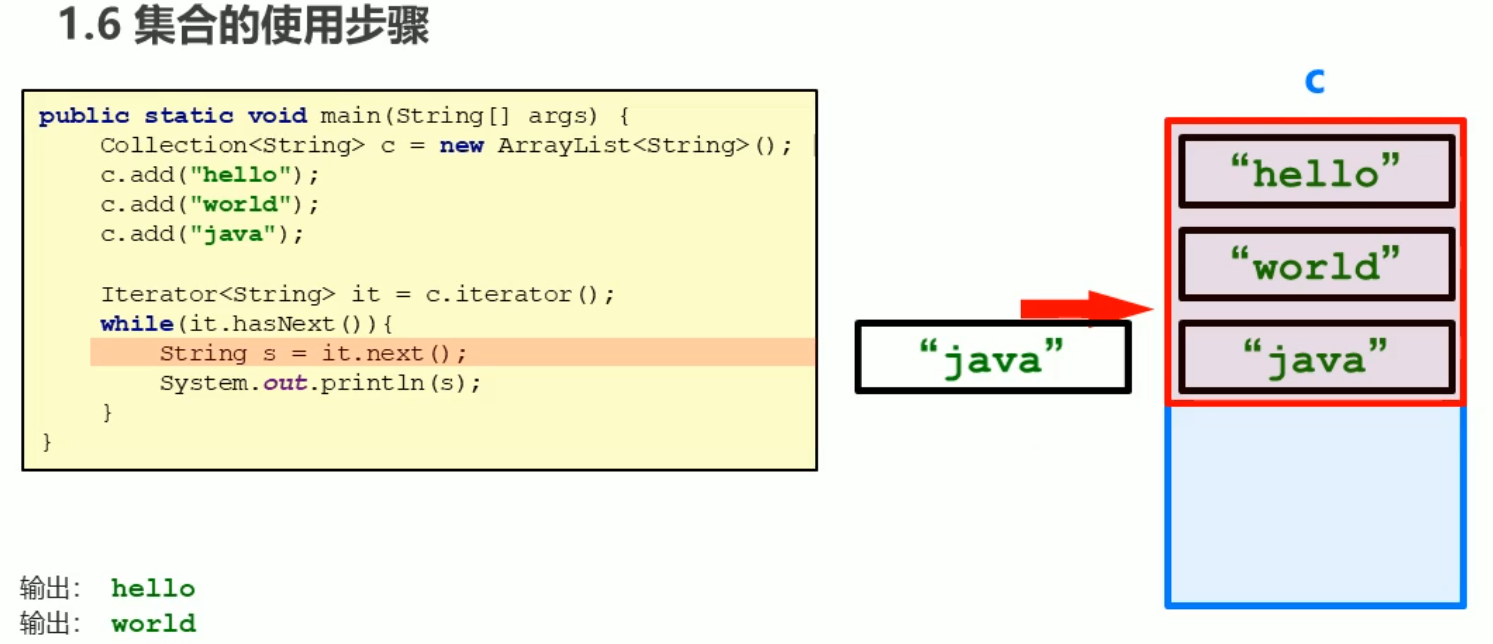 1.6 集合的使用步骤
public static void main(String[] args) {
Collection<String> c = new ArrayList<String>();
c.add("hello");
c.add("world");
c.add("java");
Iterator<String> it = c.iterator();
while(it.hasNext()){
String s = it.next();
System.out.println(s);
}
}
c
“hello”
“world”
“java”
“java”
输出： hello
输出： world